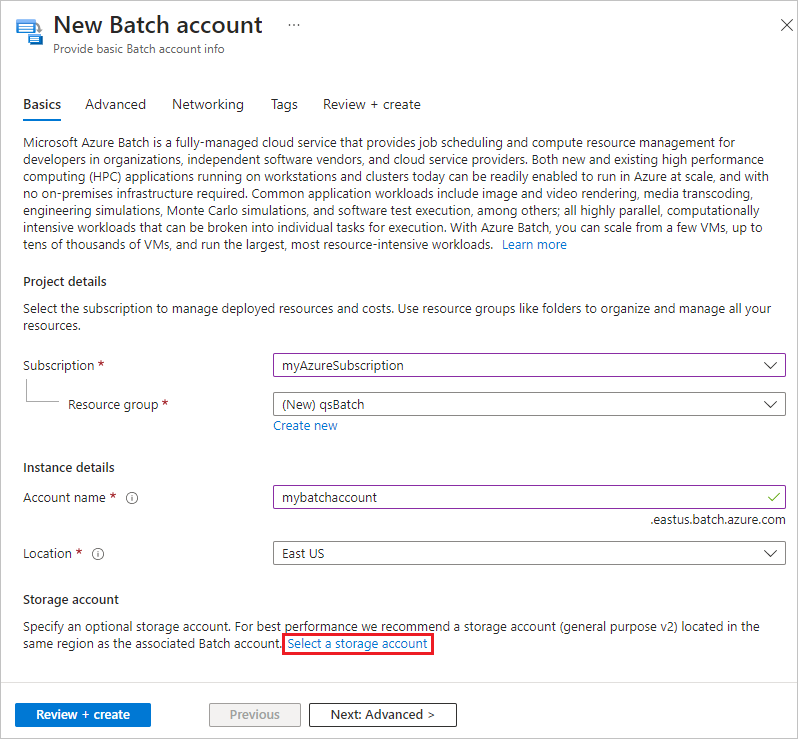 New Batch account ...
Provide basic Batch account info
Basics Advanced Networking Tags Review + create
Microsoft Azure Batch is a fully-managed cloud service that provides job scheduling and compute resource management for
developers in organizations, independent software vendors, and cloud service providers. Both new and existing high performance
computing (HPC) applications running on workstations and clusters today can be readily enabled to run in Azure at scale, and with
no on-premises infrastructure required. Common application workloads include image and video rendering, media transcoding,
engineering simulations, Monte Carlo simulations, and software test execution, among others; all highly parallel, computationally
intensive workloads that can be broken into individual tasks for execution. With Azure Batch, you can scale from a few VMs, up to
tens of thousands of VMs, and run the largest, most resource-intensive workloads. Learn more
Project details
Select the subscription to manage deployed resources and costs. Use resource groups like folders to organize and manage all your
resources.
Subscription * myAzureSubscription
Resource group * (New) qsBatch
Create new
Instance details
Account name * mybatchaccount
.eastus.batch.azure.com
Location * East US
Storage account
Specify an optional storage account. For best performance we recommend a storage account (general purpose v2) located in the
same region as the associated Batch account. Select a storage account
Review + create Previous Next: Advanced >